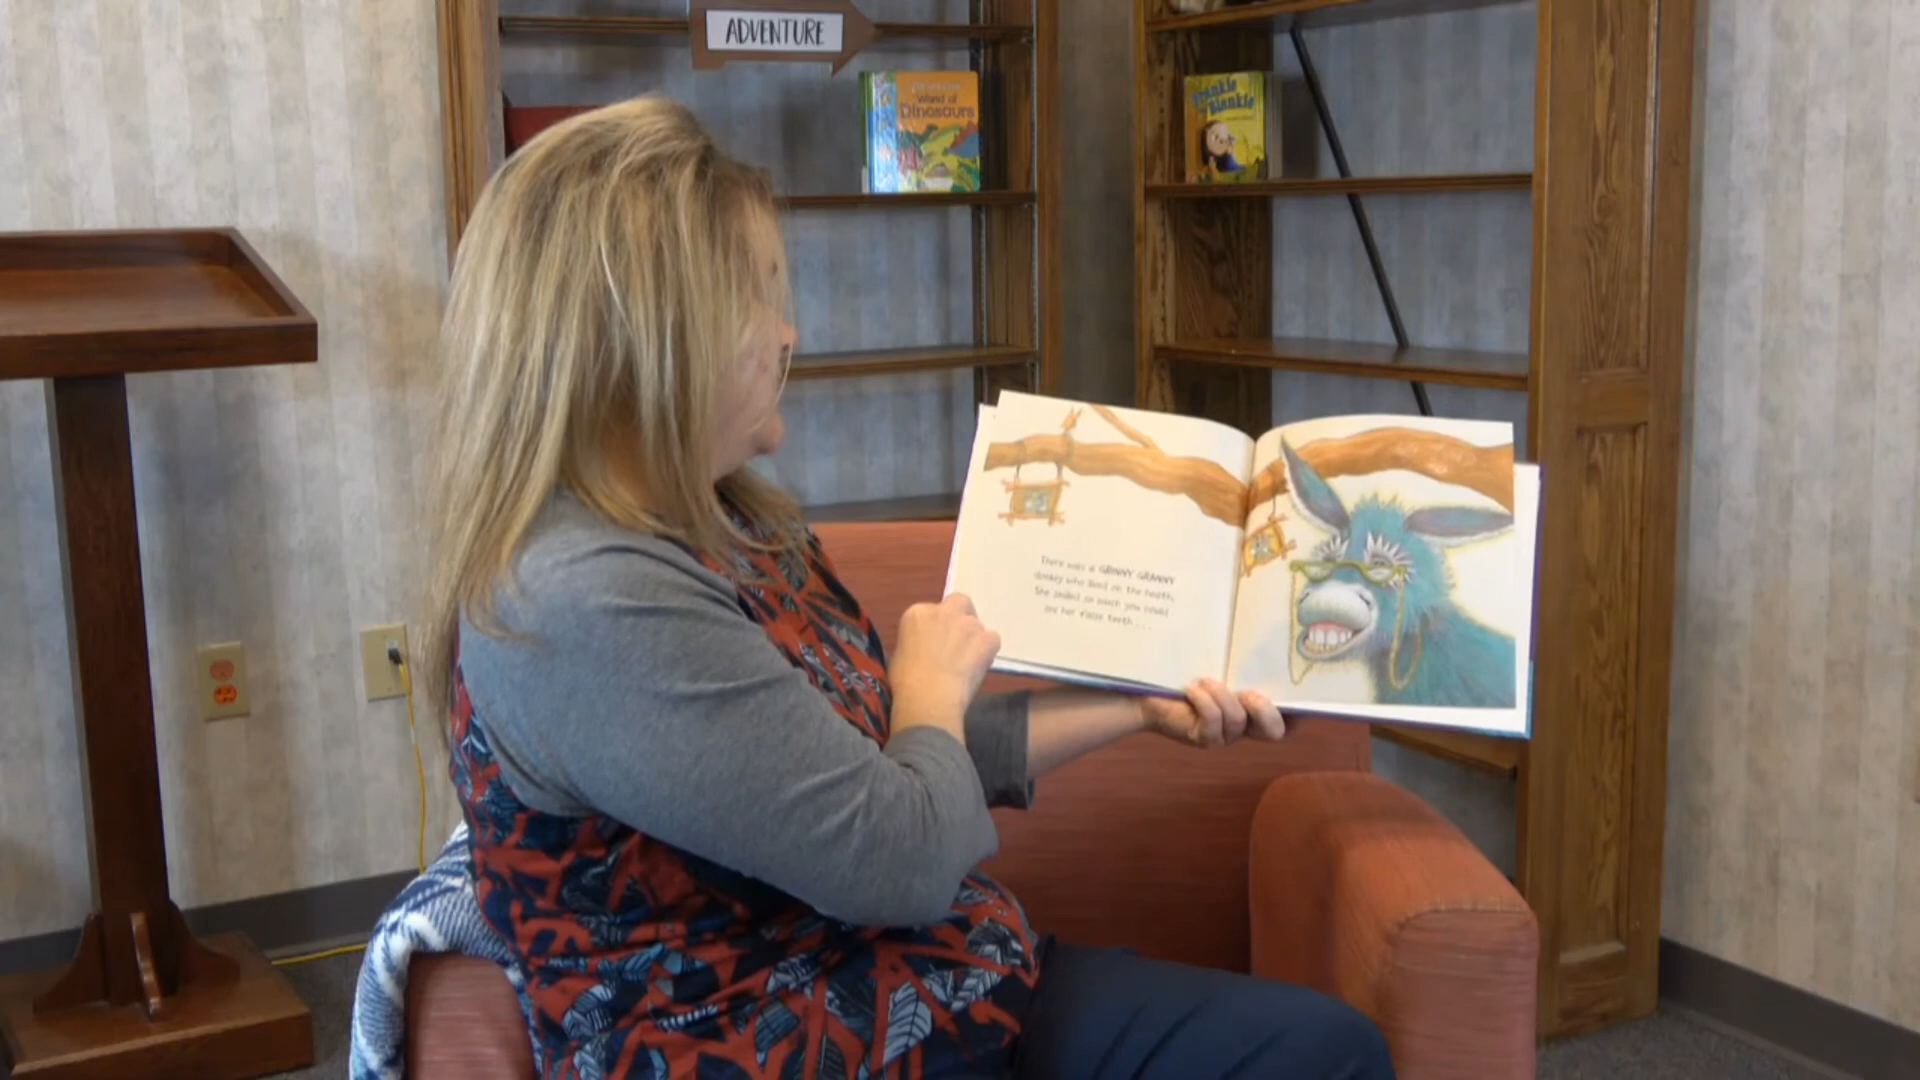 ADVENTURE
World of
Dinosaurs
Frankie
Blankie
There was a GRINNY GRANNY
donkey who lived on the heath.
She smiled so much you could
see her false teeth . . .